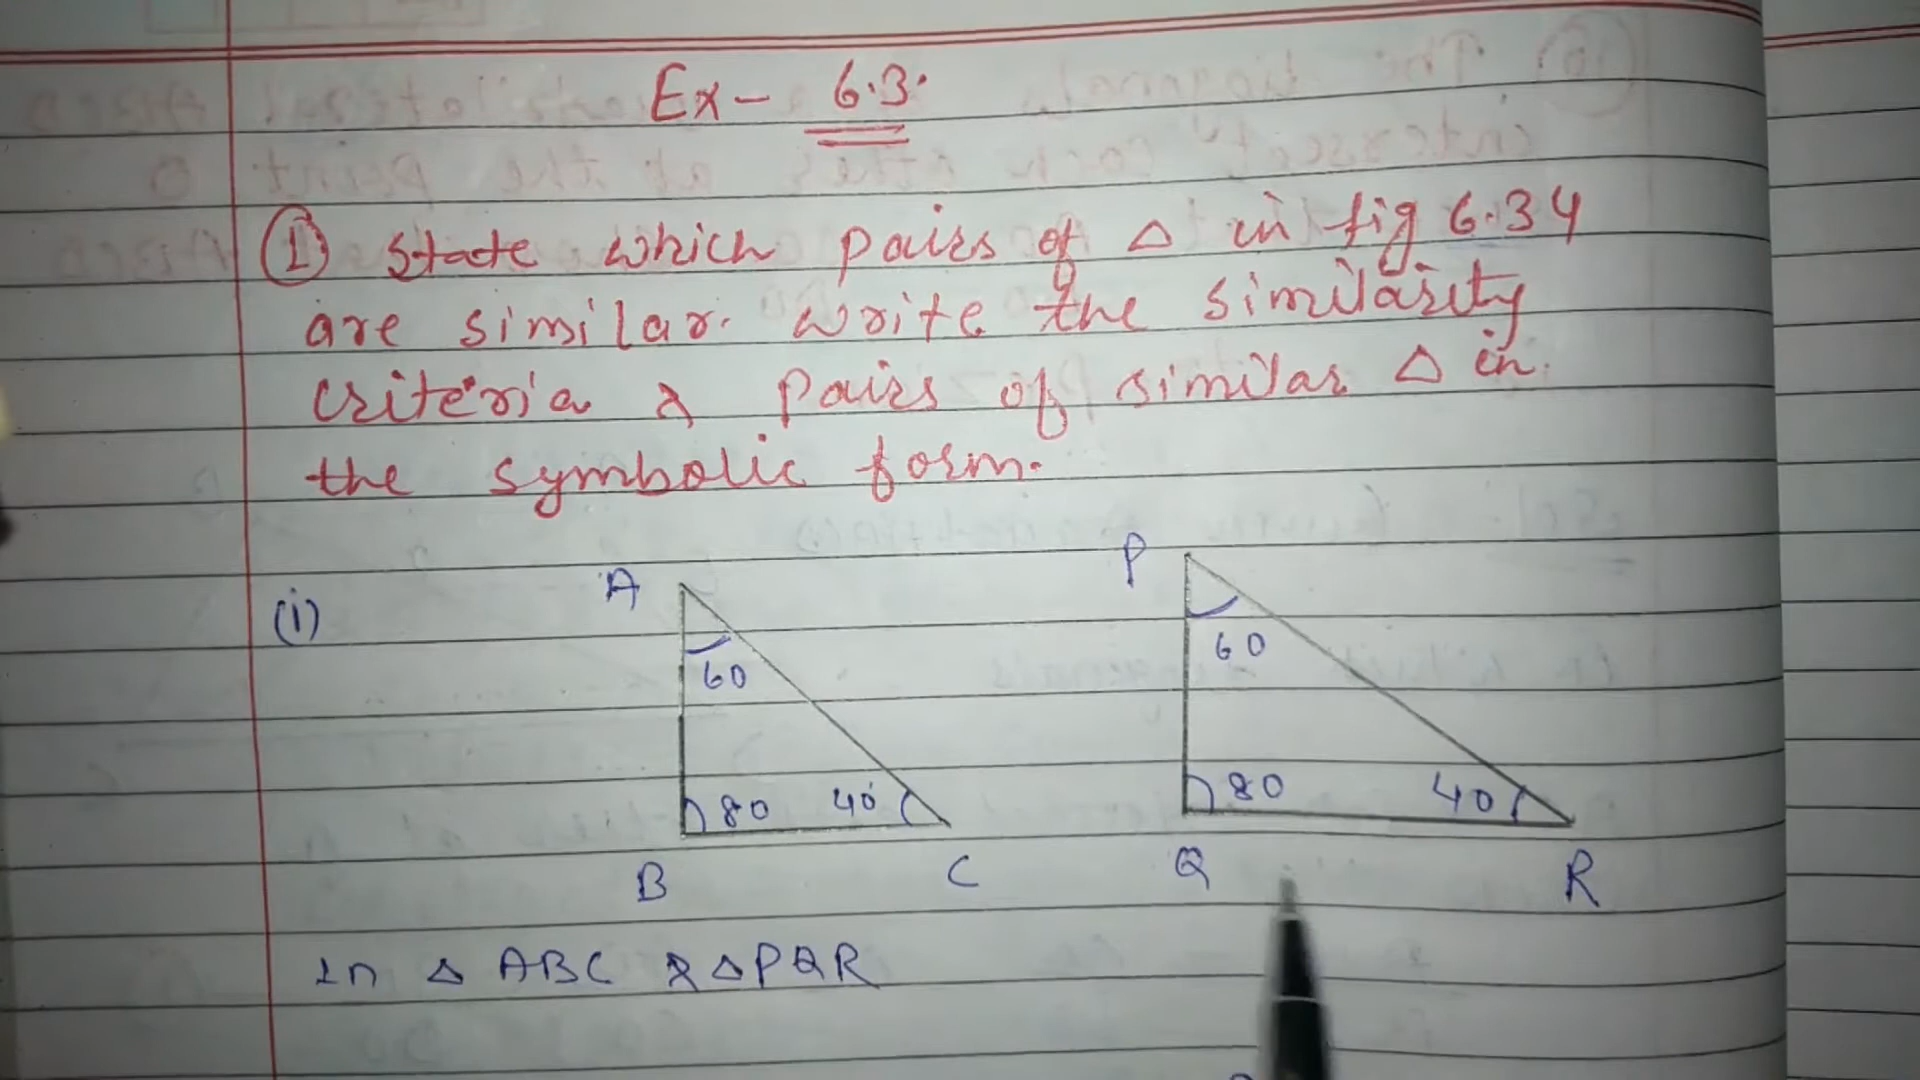 Ex- 6.3.
① State which pairs of △ in fig 6.34
are similar. write the similarity
criteria & pairs of similar △ in.
the symbolic form.
(i)
A
P
60
60
80 40
80 40
B C Q R
In △ ABC & △PQR